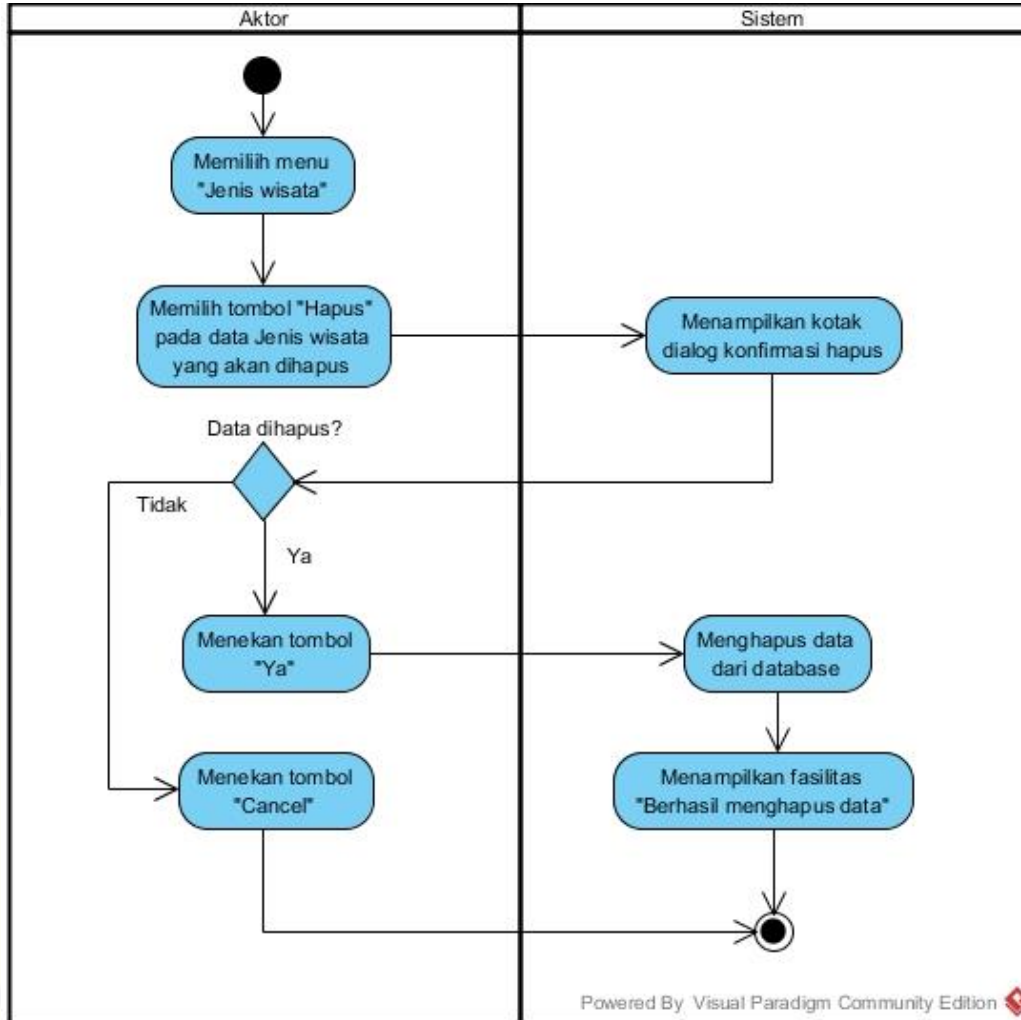 Aktor
Sistem
Memiliih menu
"Jenis wisata"
Memilih tombol "Hapus"
pada data Jenis wisata
yang akan dihapus
Menampilkan kotak
dialog konfirmasi hapus
Data dihapus?
Tidak
Ya
Menekan tombol
"Ya"
Menghapus data
dari database
Menekan tombol
"Cancel"
Menampilkan fasilitas
"Berhasil menghapus data"
Powered By Visual Paradigm Community Edition